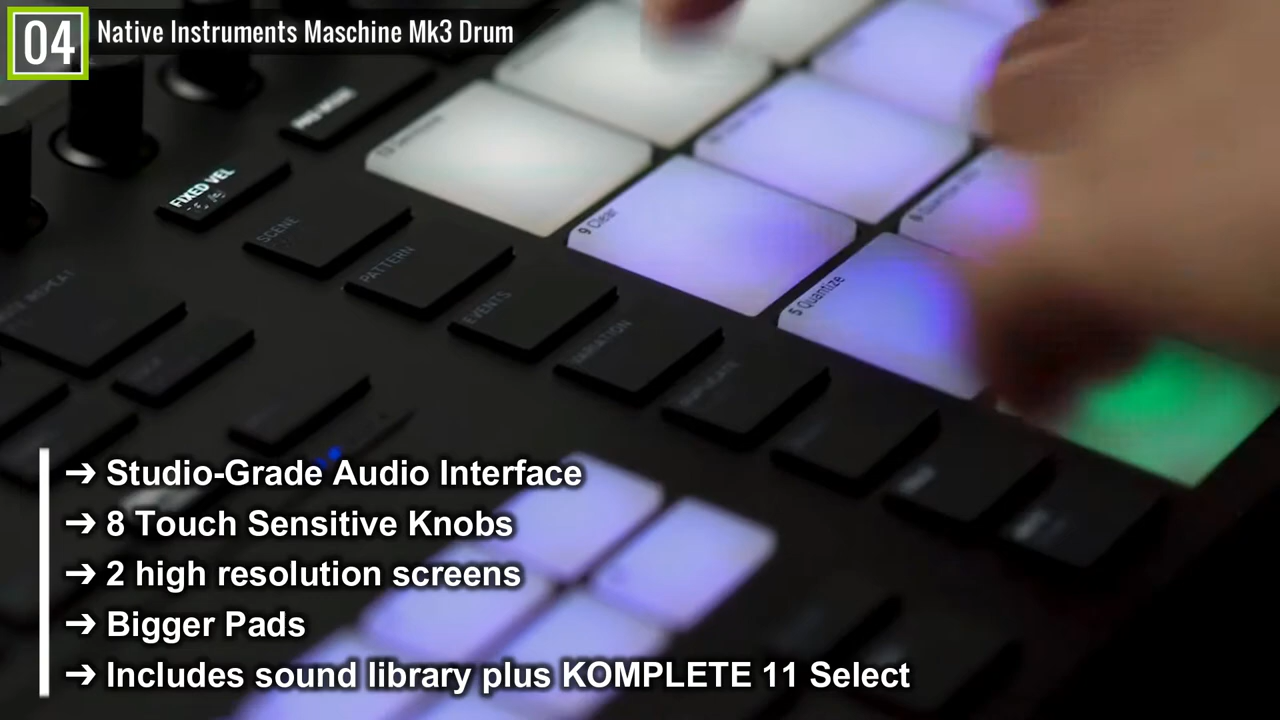 04
Native Instruments Maschine Mk3 Drum
FIXED VEL
SCENE
PATTERN
EVENTS
VARIATION
9 Clear
5 Quantize
➔ Studio-Grade Audio Interface
➔ 8 Touch Sensitive Knobs
➔ 2 high resolution screens
➔ Bigger Pads
➔ Includes sound library plus KOMPLETE 11 Select